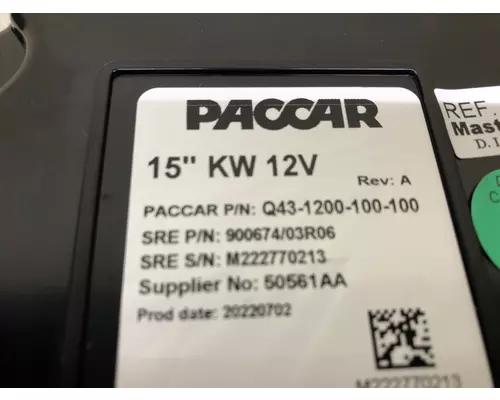 PACCAR
15" KW 12V
Rev: A
PACCAR P/N: Q43-1200-100-100
SRE P/N: 900674/03R06
SRE S/N: M222770213
Supplier No: 50561AA
Prod date: 20220702
M222770213
REF.
Mast
D.I